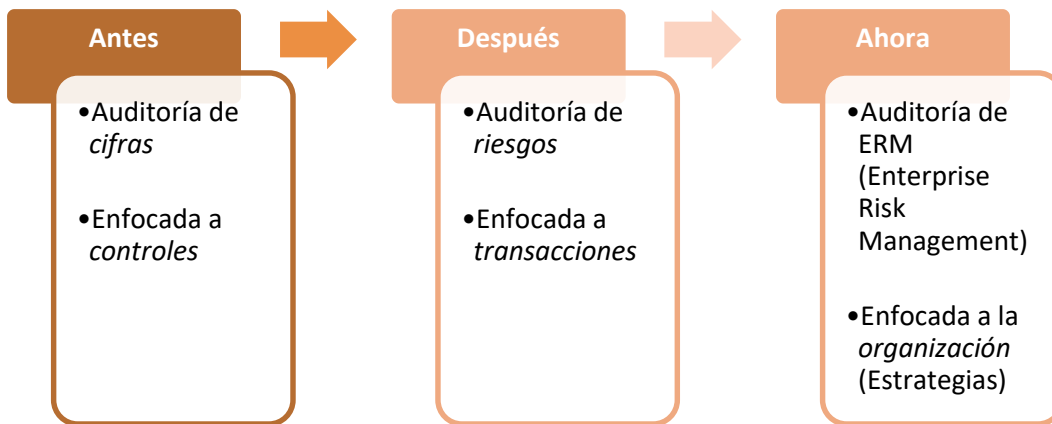 Antes
•Auditoría de
cifras
•Enfocada a
controles
Después
•Auditoría de
riesgos
•Enfocada a
transacciones
Ahora
•Auditoría de
ERM
(Enterprise
Risk
Management)
•Enfocada a la
organización
(Estrategias)